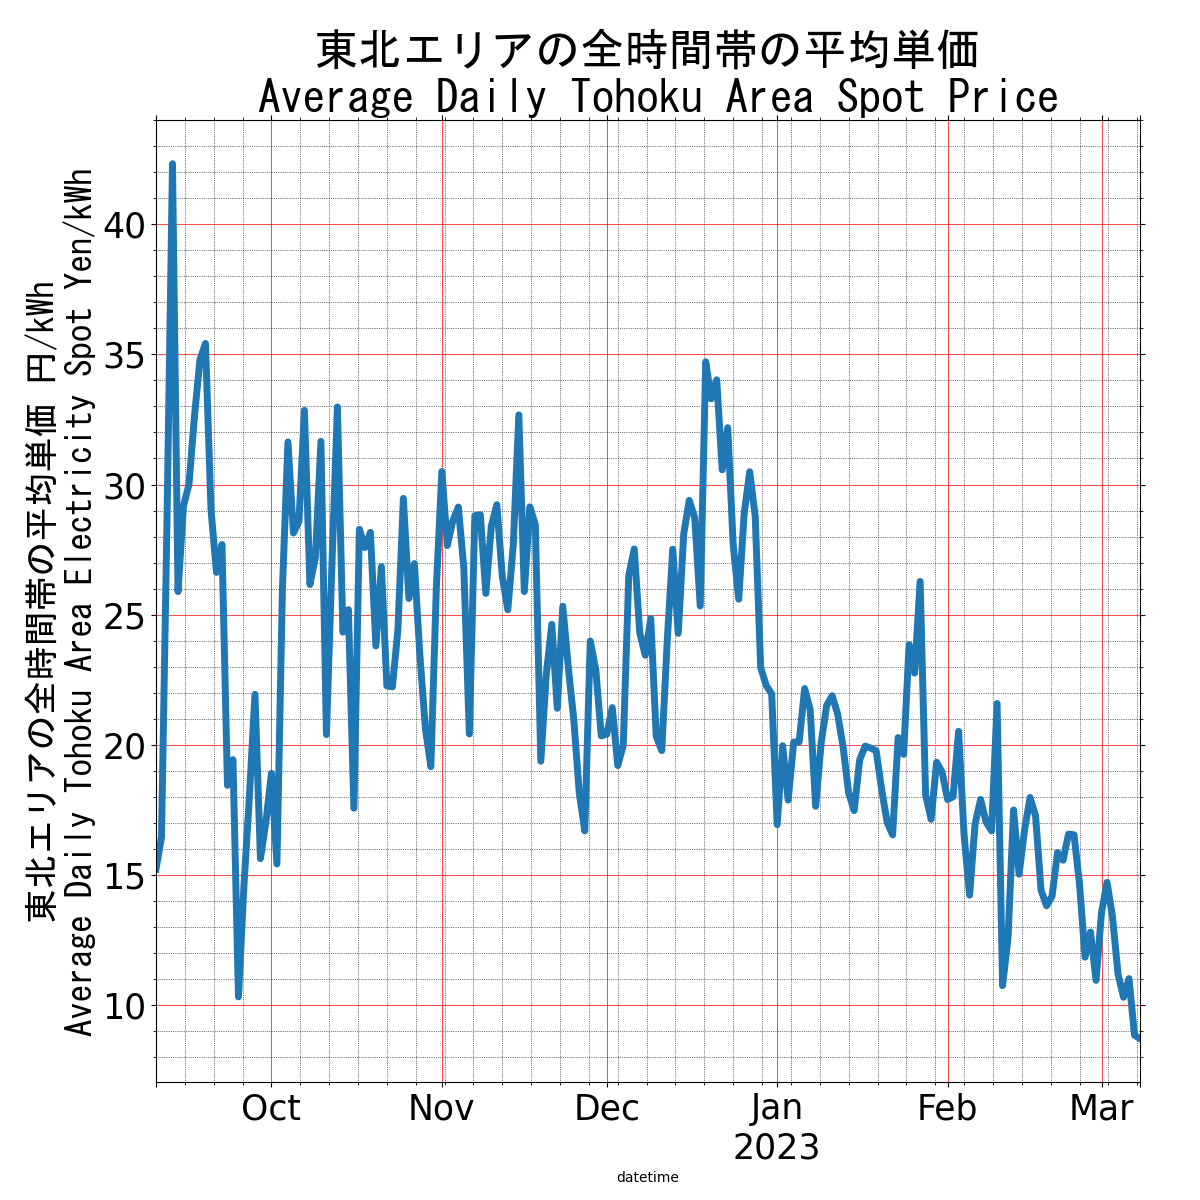 東北エリアの全時間帯の平均単価
Average Daily Tohoku Area Spot Price
東北エリアの全時間帯の平均単価 円/kWh
Average Daily Tohoku Area Electricity Spot Yen/kWh
40
35
30
25
20
15
10
Oct
Nov
Dec
Jan
2023
Feb
Mar
datetime